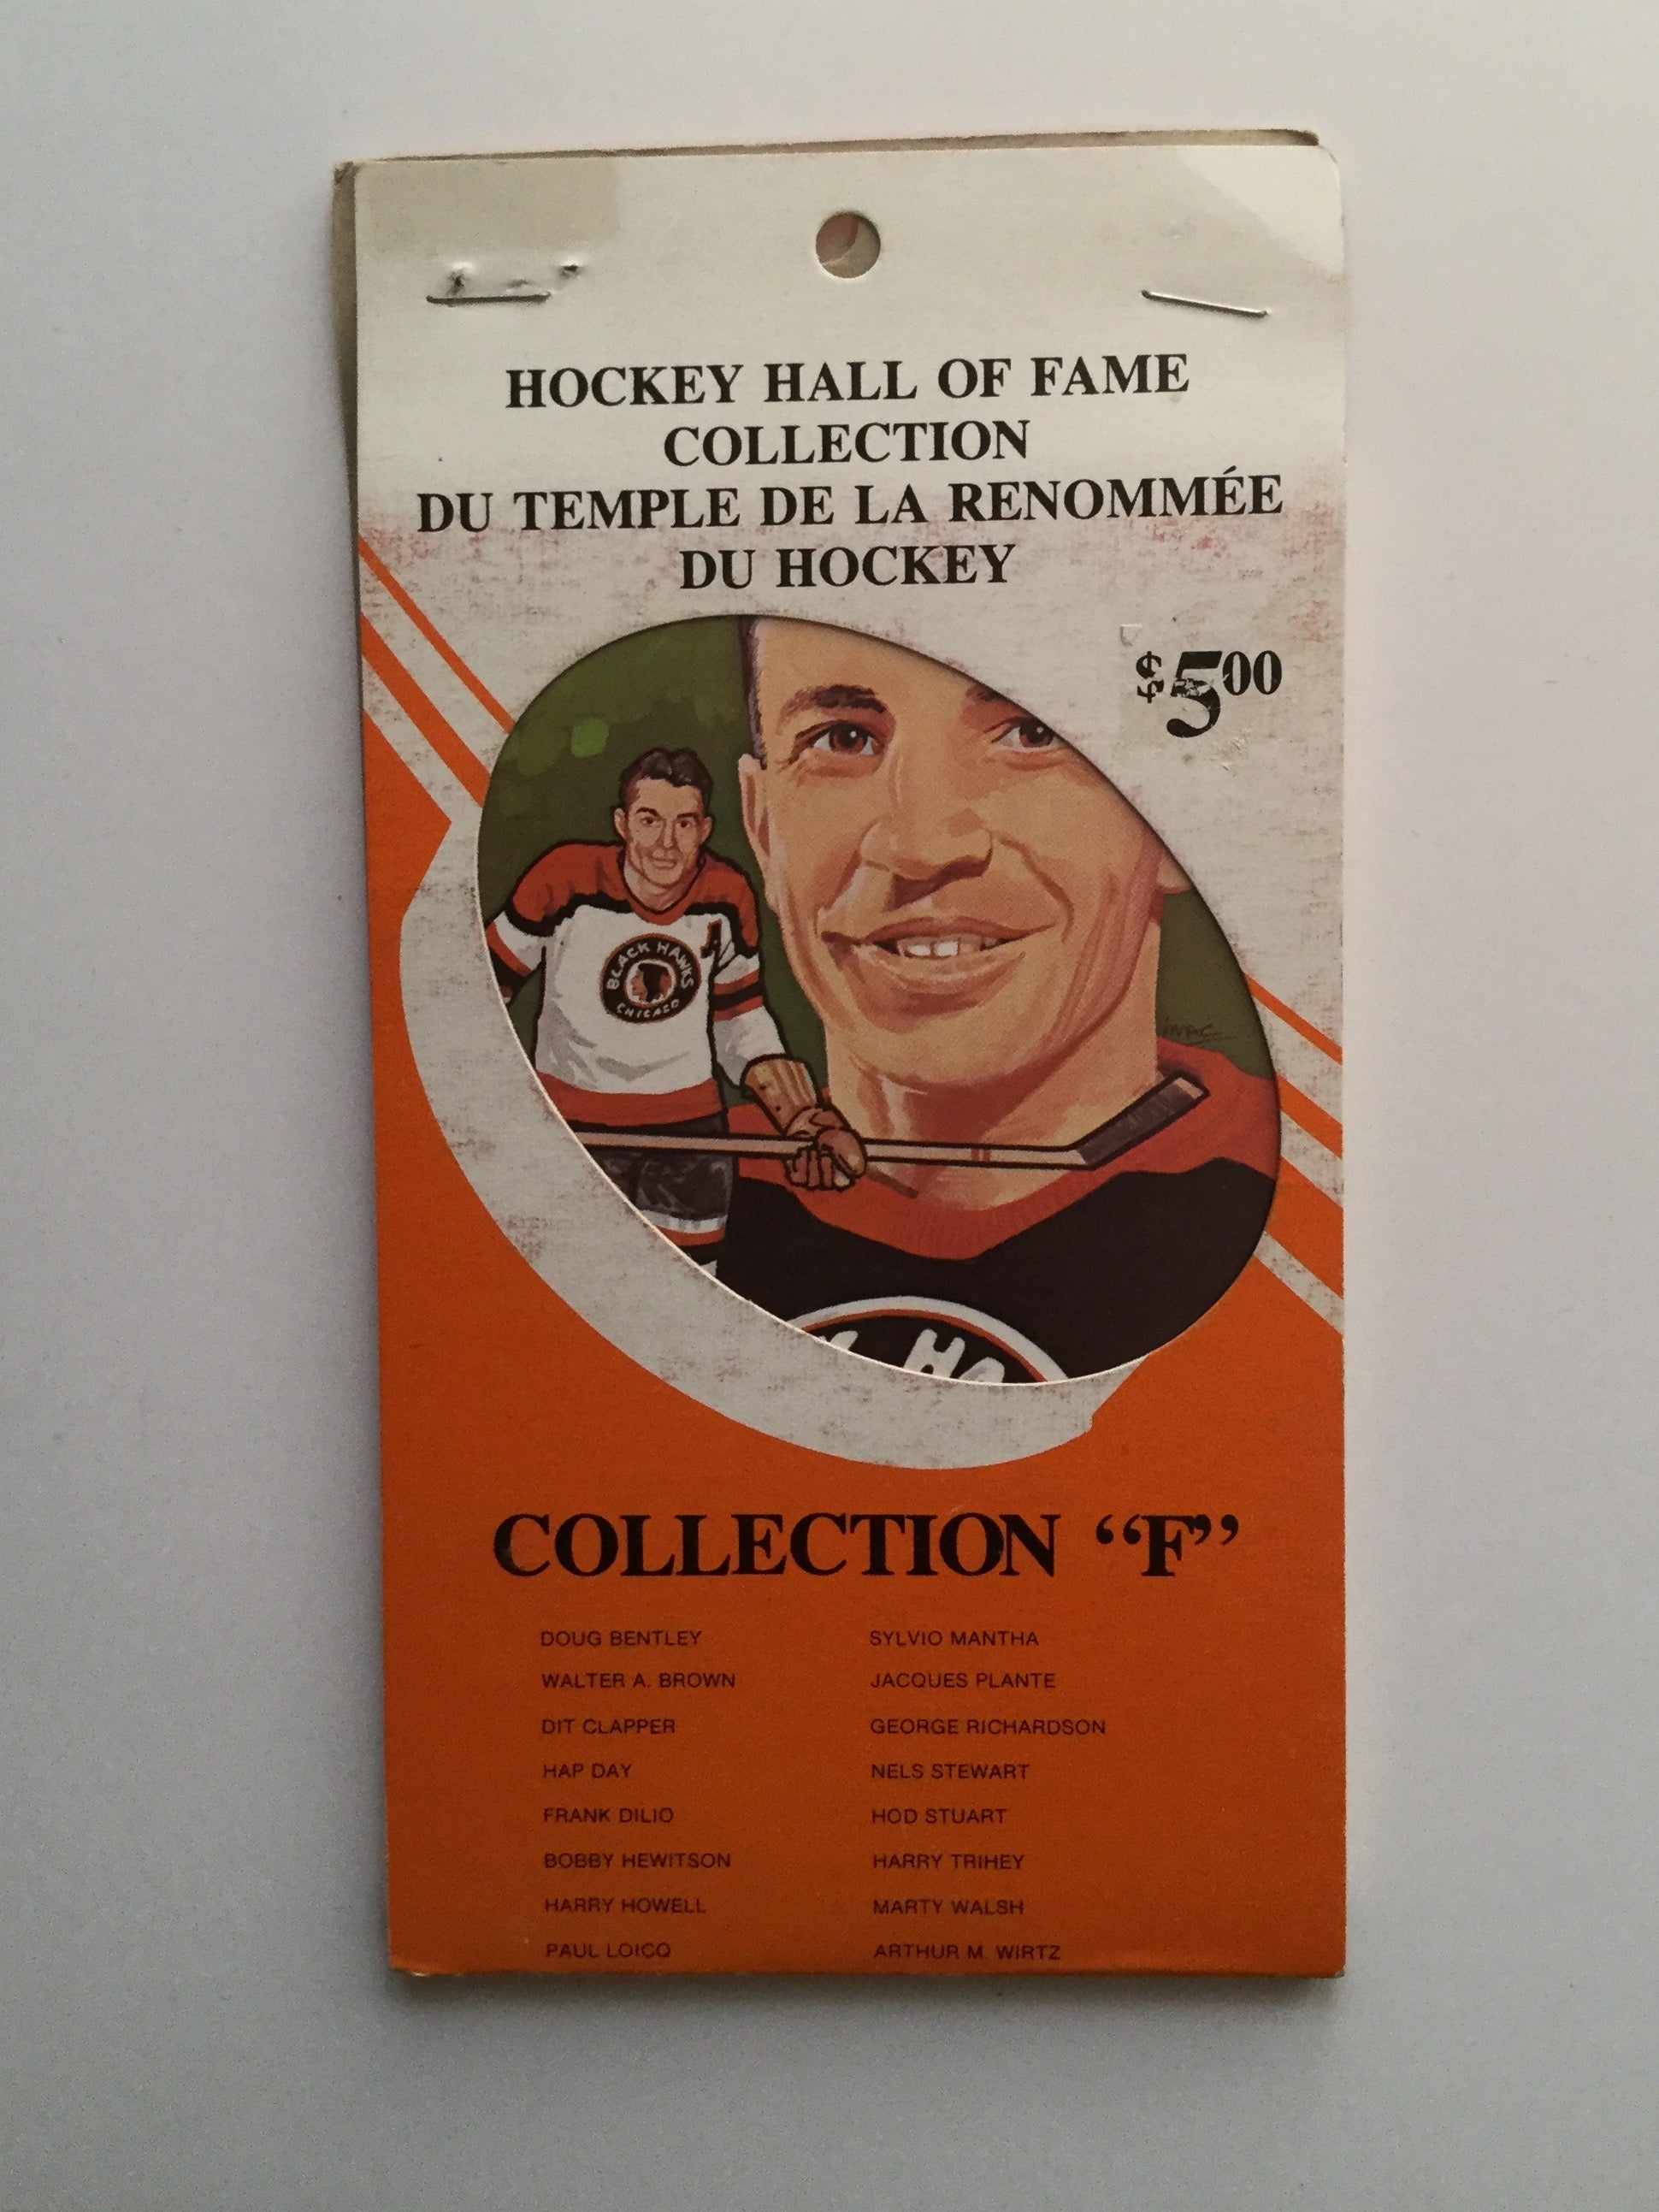 HOCKEY HALL OF FAME
COLLECTION
DU TEMPLE DE LA RENOMMÉE
DU HOCKEY
$5.00
BLACK HAWKS
CHICAGO
A
COLLECTION “F”
DOUG BENTLEY
WALTER A. BROWN
DIT CLAPPER
HAP DAY
FRANK DILIO
BOBBY HEWITSON
HARRY HOWELL
PAUL LOICQ
SYLVIO MANTHA
JACQUES PLANTE
GEORGE RICHARDSON
NELS STEWART
HOD STUART
HARRY TRIHEY
MARTY WALSH
ARTHUR M. WIRTZ